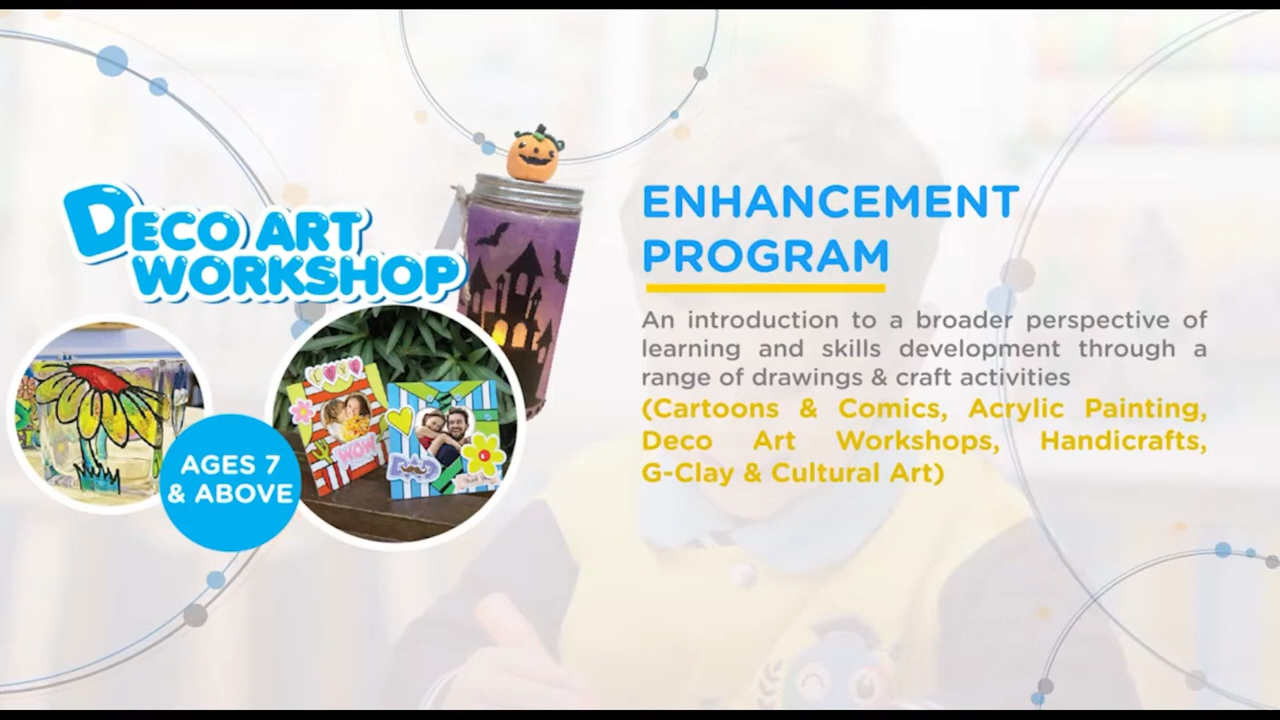 DECO ART
WORKSHOP
AGES 7
& ABOVE
WOW
DAD
ENHANCEMENT
PROGRAM
An introduction to a broader perspective of
learning and skills development through a
range of drawings & craft activities
(Cartoons & Comics, Acrylic Painting,
Deco Art Workshops, Handicrafts,
G-Clay & Cultural Art)